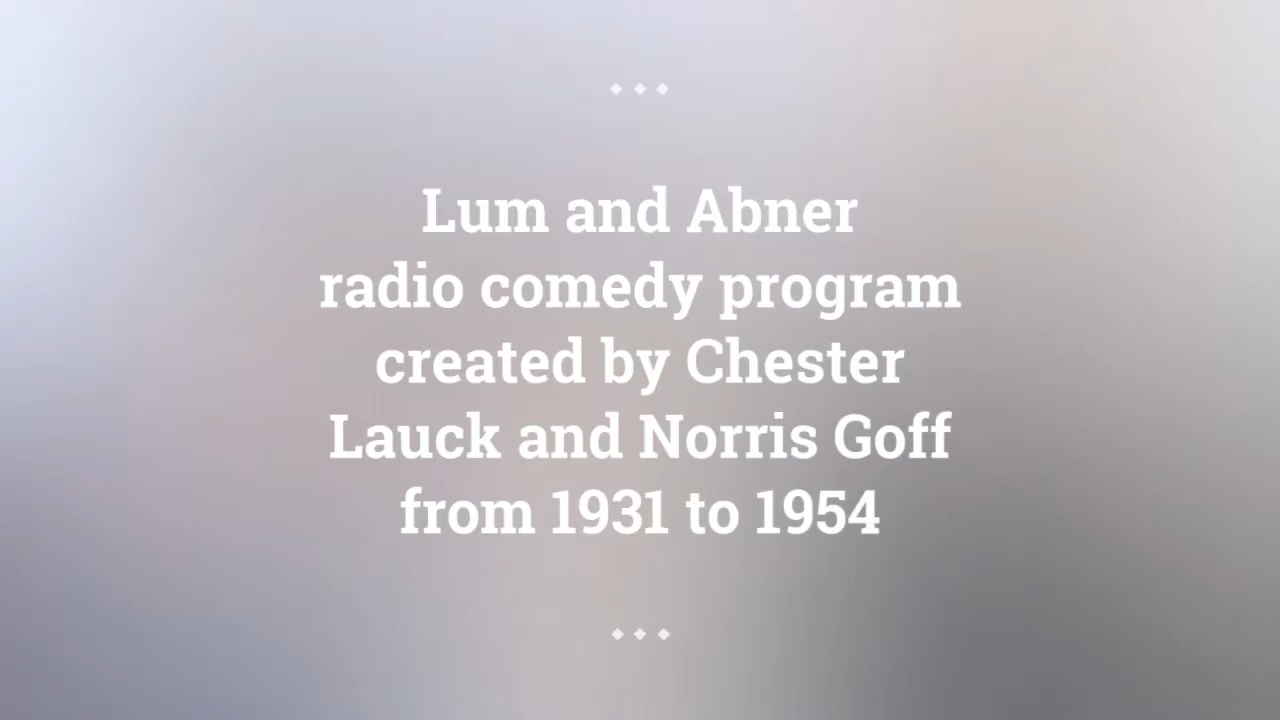 Lum and Abner
radio comedy program
created by Chester
Lauck and Norris Goff
from 1931 to 1954